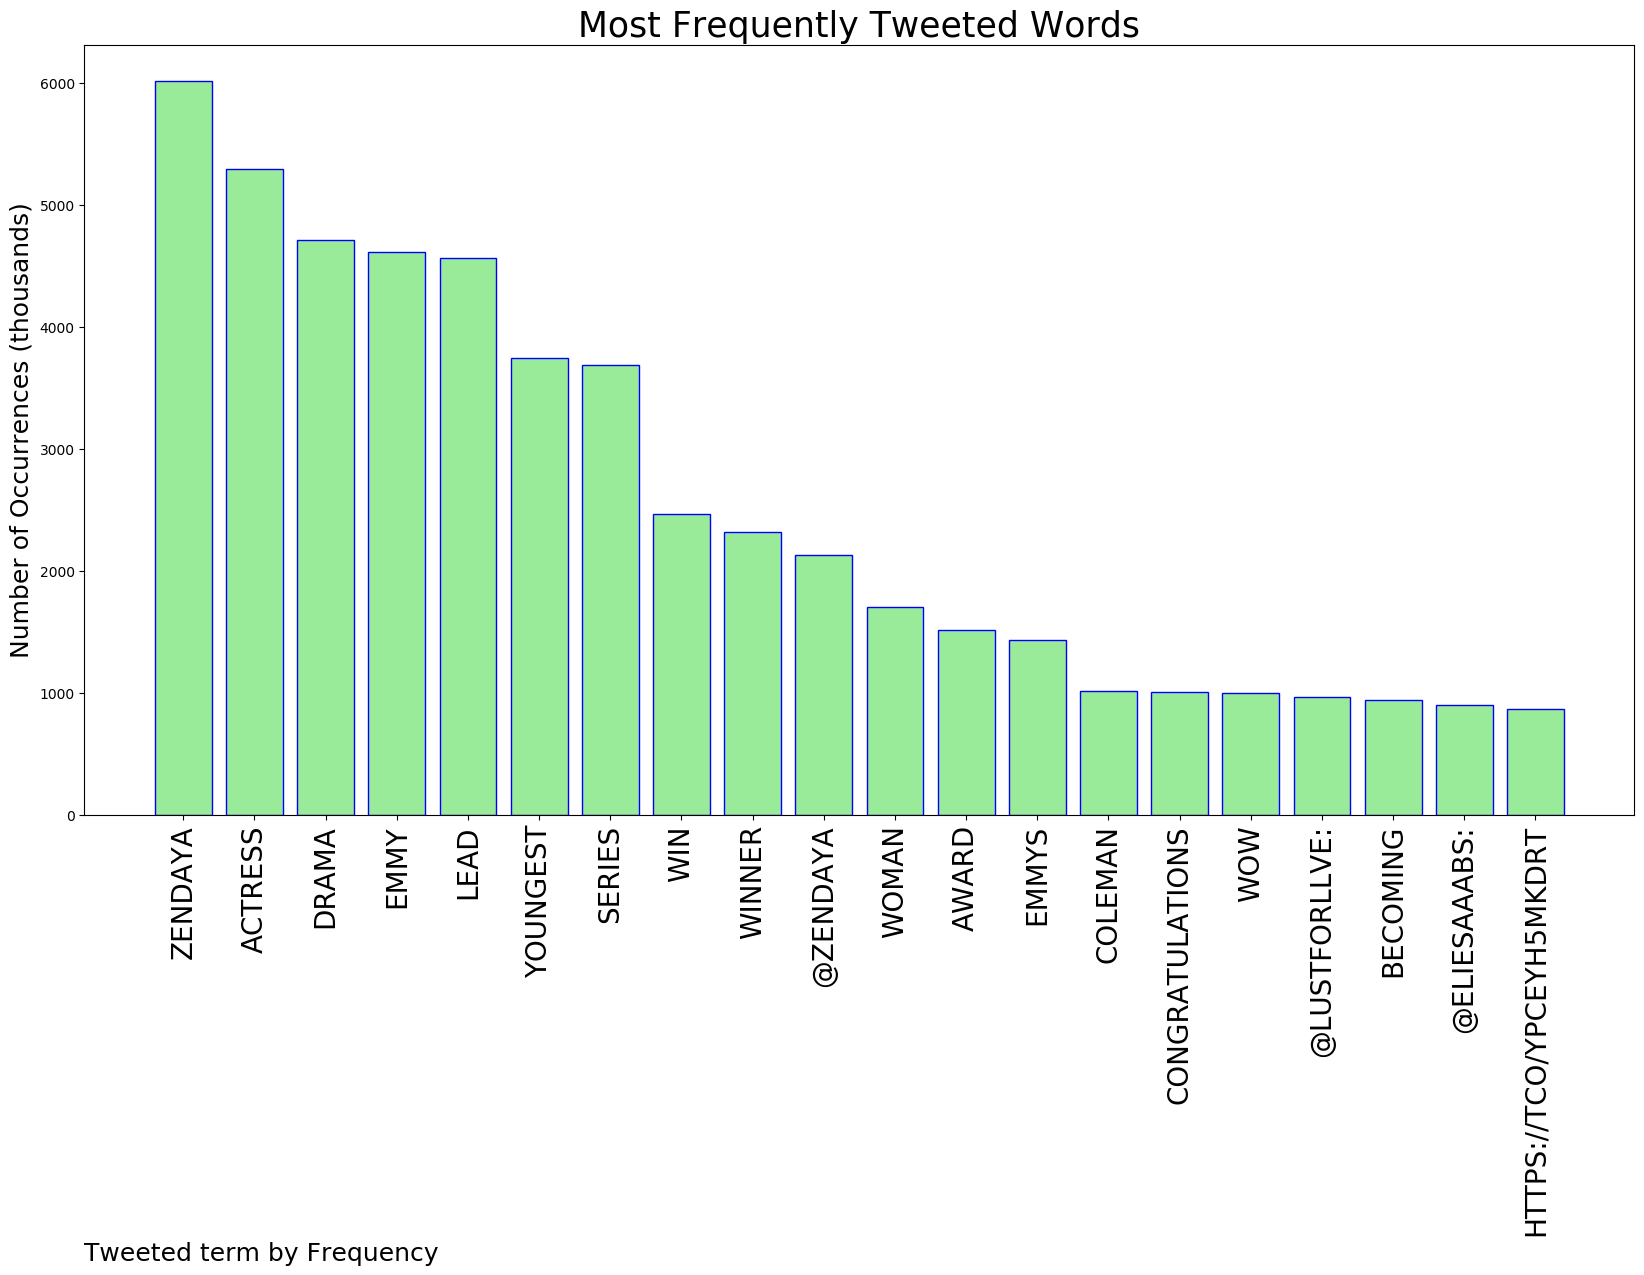 Most Frequently Tweeted Words
Number of Occurrences (thousands)
6000
5000
4000
3000
2000
1000
0
ZENDAYA
ACTRESS
DRAMA
EMMY
LEAD
YOUNGEST
SERIES
WIN
WINNER
@ZENDAYA
WOMAN
AWARD
EMMYS
COLEMAN
CONGRATULATIONS
WOW
@LUSTFORLLVE:
BECOMING
@ELIESAAABS:
HTTPS://TCO/YPCEYH5MKDRT
Tweeted term by Frequency